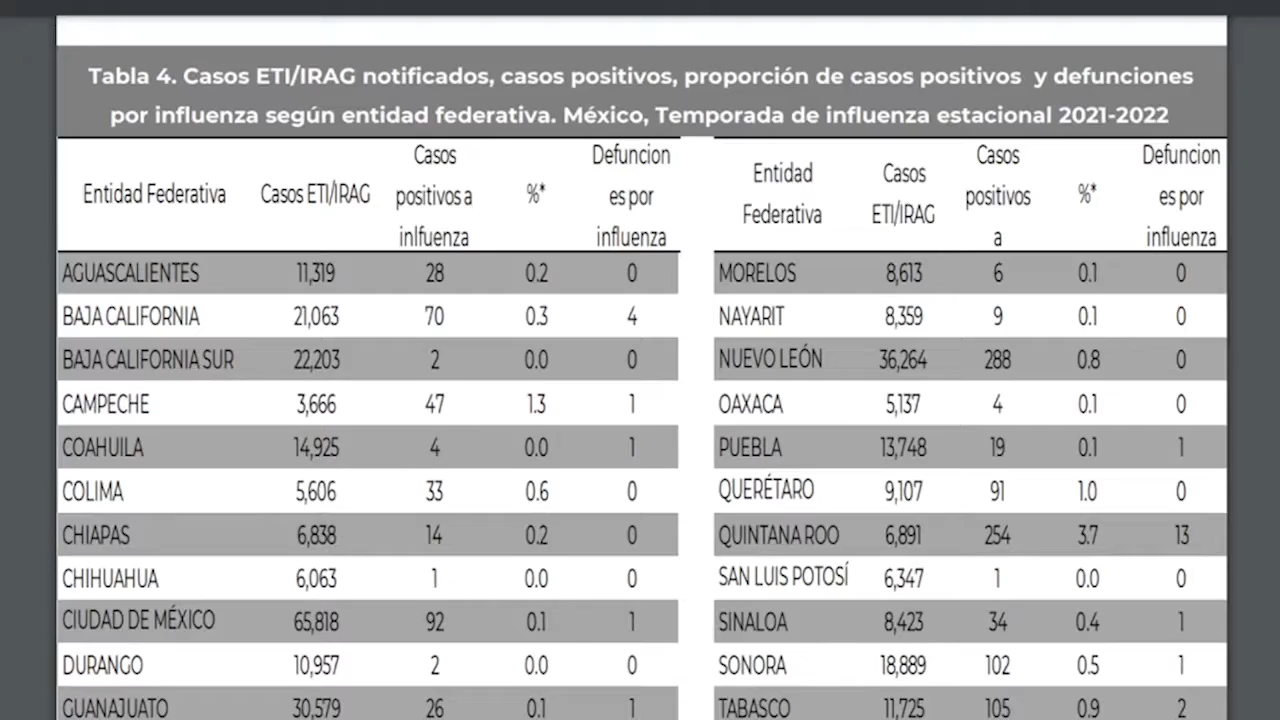 Tabla 4. Casos ETI/IRAG notificados, casos positivos, proporción de casos positivos y defunciones
por influenza según entidad federativa. México, Temporada de influenza estacional 2021-2022
Entidad Federativa Casos ETI/IRAG Casos positivos a inlfuenza %* Defuncion es por influenza
AGUASCALIENTES 11,319 28 0.2 0
BAJA CALIFORNIA 21,063 70 0.3 4
BAJA CALIFORNIA SUR 22,203 2 0.0 0
CAMPECHE 3,666 47 1.3 1
COAHUILA 14,925 4 0.0 1
COLIMA 5,606 33 0.6 0
CHIAPAS 6,838 14 0.2 0
CHIHUAHUA 6,063 1 0.0 0
CIUDAD DE MÉXICO 65,818 92 0.1 1
DURANGO 10,957 2 0.0 0
GUANAJUATO 30,579 26 0.1 1
Entidad Federativa Casos ETI/IRAG Casos positivos a %* Defuncion es por influenza
MORELOS 8,613 6 0.1 0
NAYARIT 8,359 9 0.1 0
NUEVO LEÓN 36,264 288 0.8 0
OAXACA 5,137 4 0.1 0
PUEBLA 13,748 19 0.1 1
QUERÉTARO 9,107 91 1.0 0
QUINTANA ROO 6,891 254 3.7 13
SAN LUIS POTOSÍ 6,347 1 0.0 0
SINALOA 8,423 34 0.4 1
SONORA 18,889 102 0.5 1
TABASCO 11,725 105 0.9 2